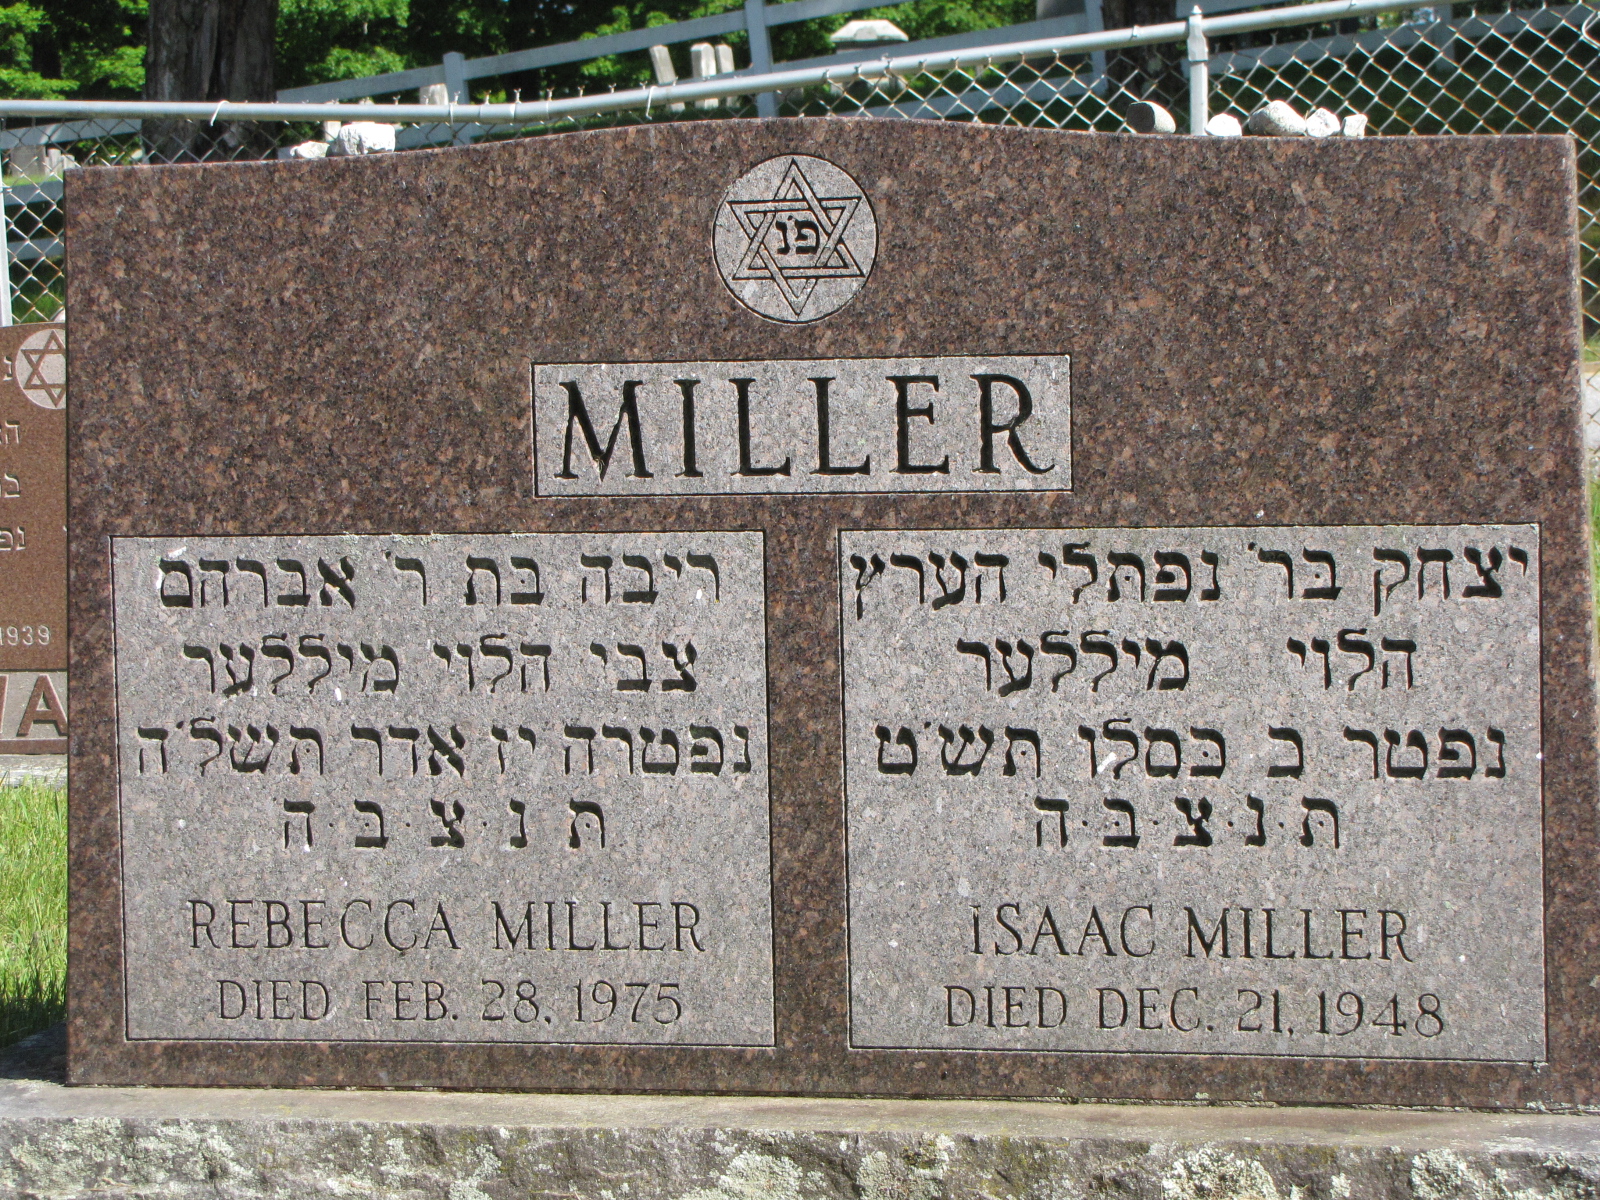 פ'נ
MILLER
ריבה בת ר' אברהם
צבי הלוי מיללער
נפטרה יז אדר תשל'ה
ת נ·צ·ב·ה
REBECCA MILLER
DIED FEB. 28, 1975
יצחק בר' נפתלי הערץ
הלוי מיללער
נפטר כ כסלו תש'ט
ת·נ·צ·ב·ה
ISAAC MILLER
DIED DEC. 21, 1948
1939